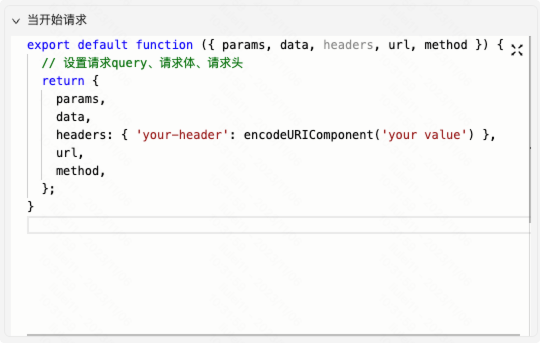 当开始请求
export default function ({ params, data, headers, url, method }) {
// 设置请求query、请求体、请求头
return {
params,
data,
headers: { 'your-header': encodeURIComponent('your value') },
url,
method,
};
}